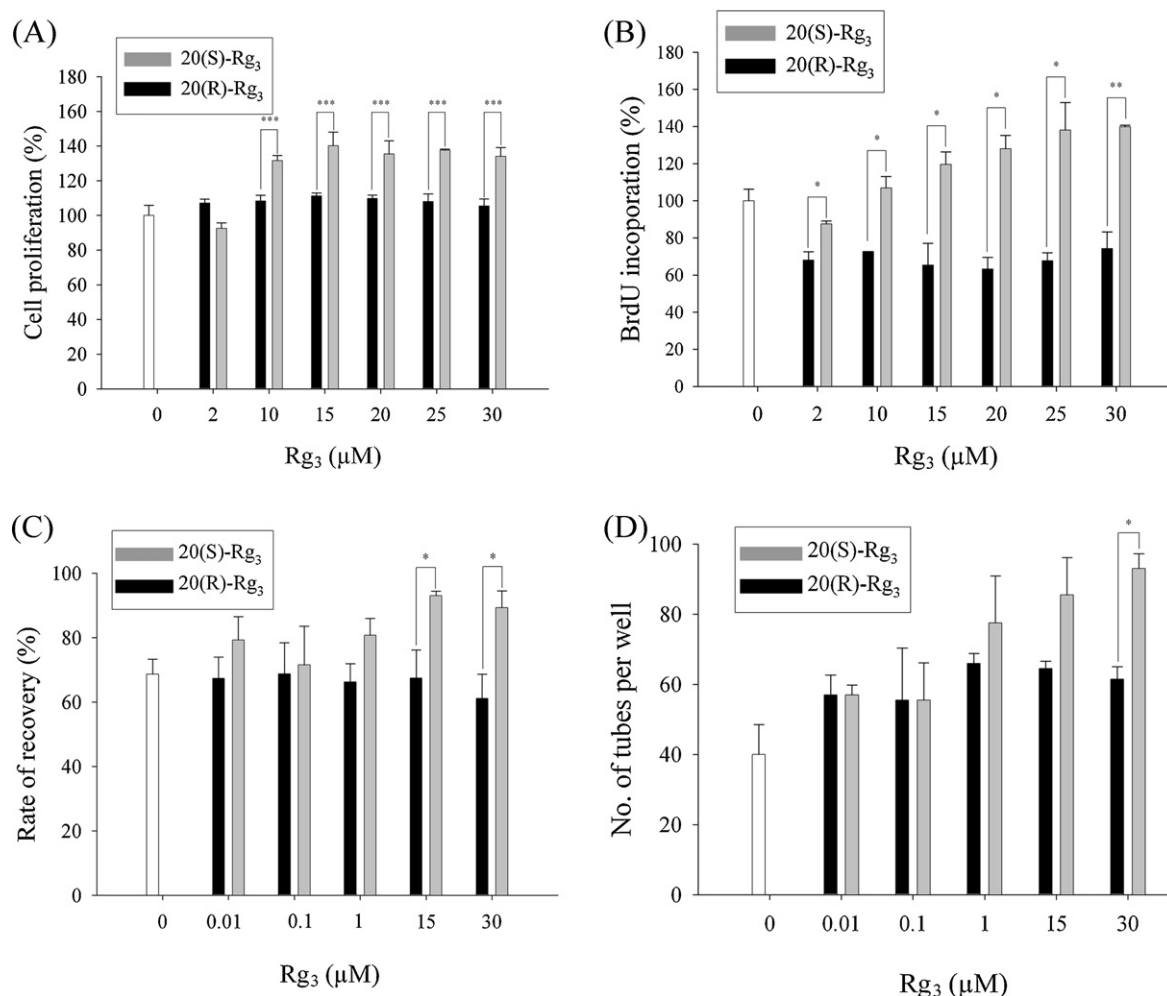 (A)
20(S)-Rg3
20(R)-Rg3
Cell proliferation (%)
180
160
140
120
100
80
60
40
20
0
***
***
***
***
***
0 2 10 15 20 25 30
Rg3 (μM)
(B)
20(S)-Rg3
20(R)-Rg3
BrdU incoporation (%)
180
160
140
120
100
80
60
40
20
0
*
*
*
*
*
**
0 2 10 15 20 25 30
Rg3 (μM)
(C)
20(S)-Rg3
20(R)-Rg3
Rate of recovery (%)
100
80
60
40
20
0
*
*
0 0.01 0.1 1 15 30
Rg3 (μM)
(D)
20(S)-Rg3
20(R)-Rg3
No. of tubes per well
100
80
60
40
20
0
*
0 0.01 0.1 1 15 30
Rg3 (μM)